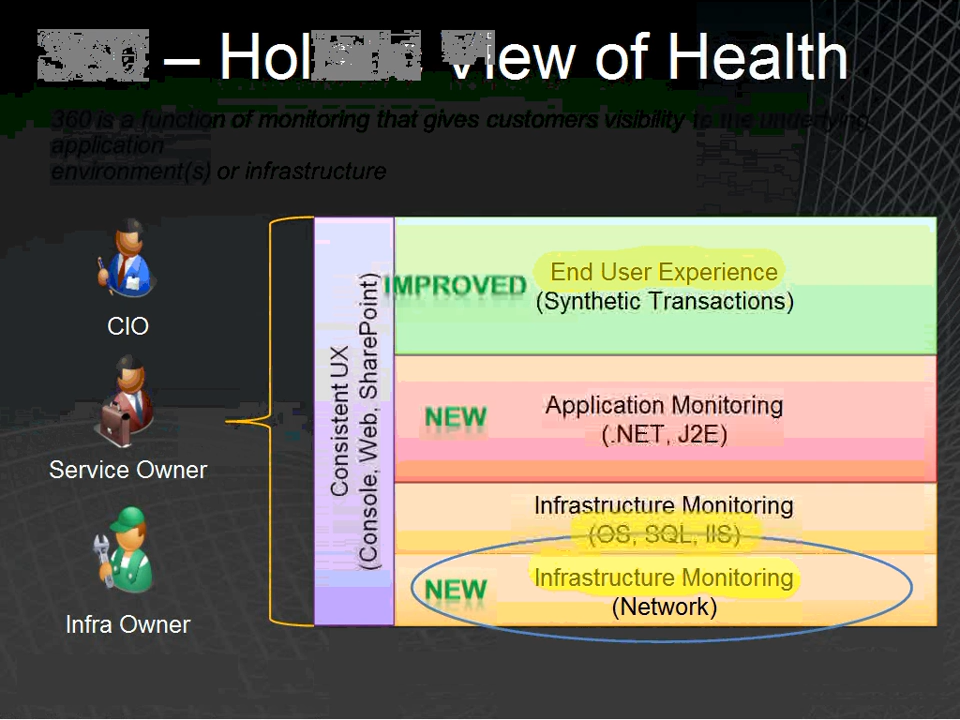 – View of Health
360 is a function of monitoring that gives customers visibility to the underlying
application
environment(s) or infrastructure
CIO
Service Owner
Infra Owner
Consistent UX
(Console, Web, SharePoint)
IMPROVED
End User Experience
(Synthetic Transactions)
NEW
Application Monitoring
(.NET, J2E)
Infrastructure Monitoring
(OS, SQL, IIS)
NEW
Infrastructure Monitoring
(Network)